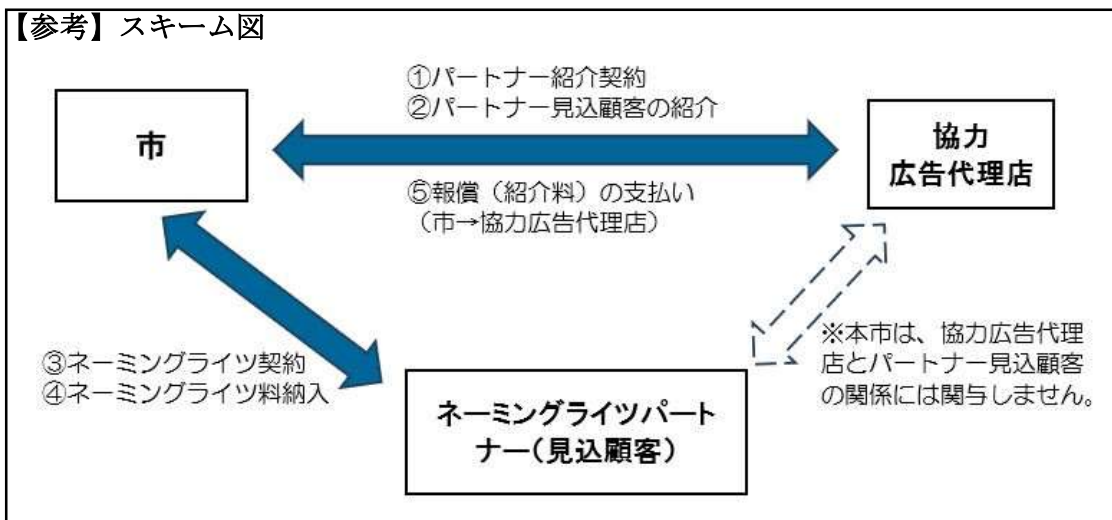 【参考】スキーム図
①パートナー紹介契約
②パートナー見込顧客の紹介
市
協力
広告代理店
⑤報償（紹介料）の支払い
（市→協力広告代理店）
③ネーミングライツ契約
④ネーミングライツ料納入
※本市は、協力広告代理
店とパートナー見込顧客
の関係には関与しません。
ネーミングライツパート
ナー（見込顧客）